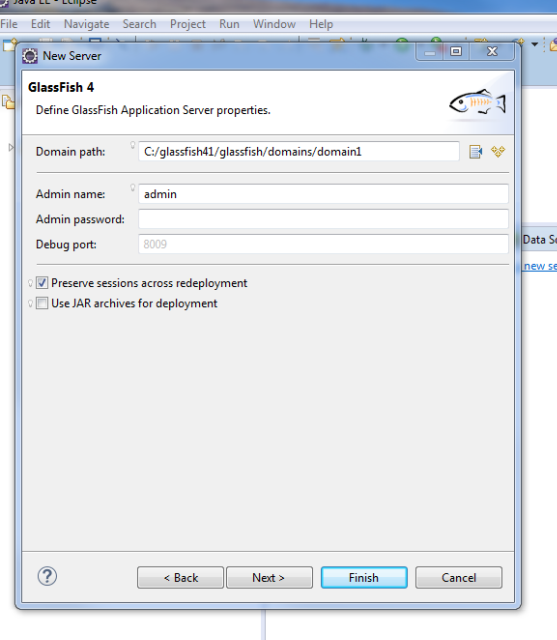 Java EE - Eclipse
File Edit Navigate Search Project Run Window Help
New Server
GlassFish 4
Define GlassFish Application Server properties.
Domain path: C:/glassfish41/glassfish/domains/domain1
Admin name: admin
Admin password:
Debug port: 8009
Data
new
Preserve sessions across redeployment
Use JAR archives for deployment
? < Back Next > Finish Cancel